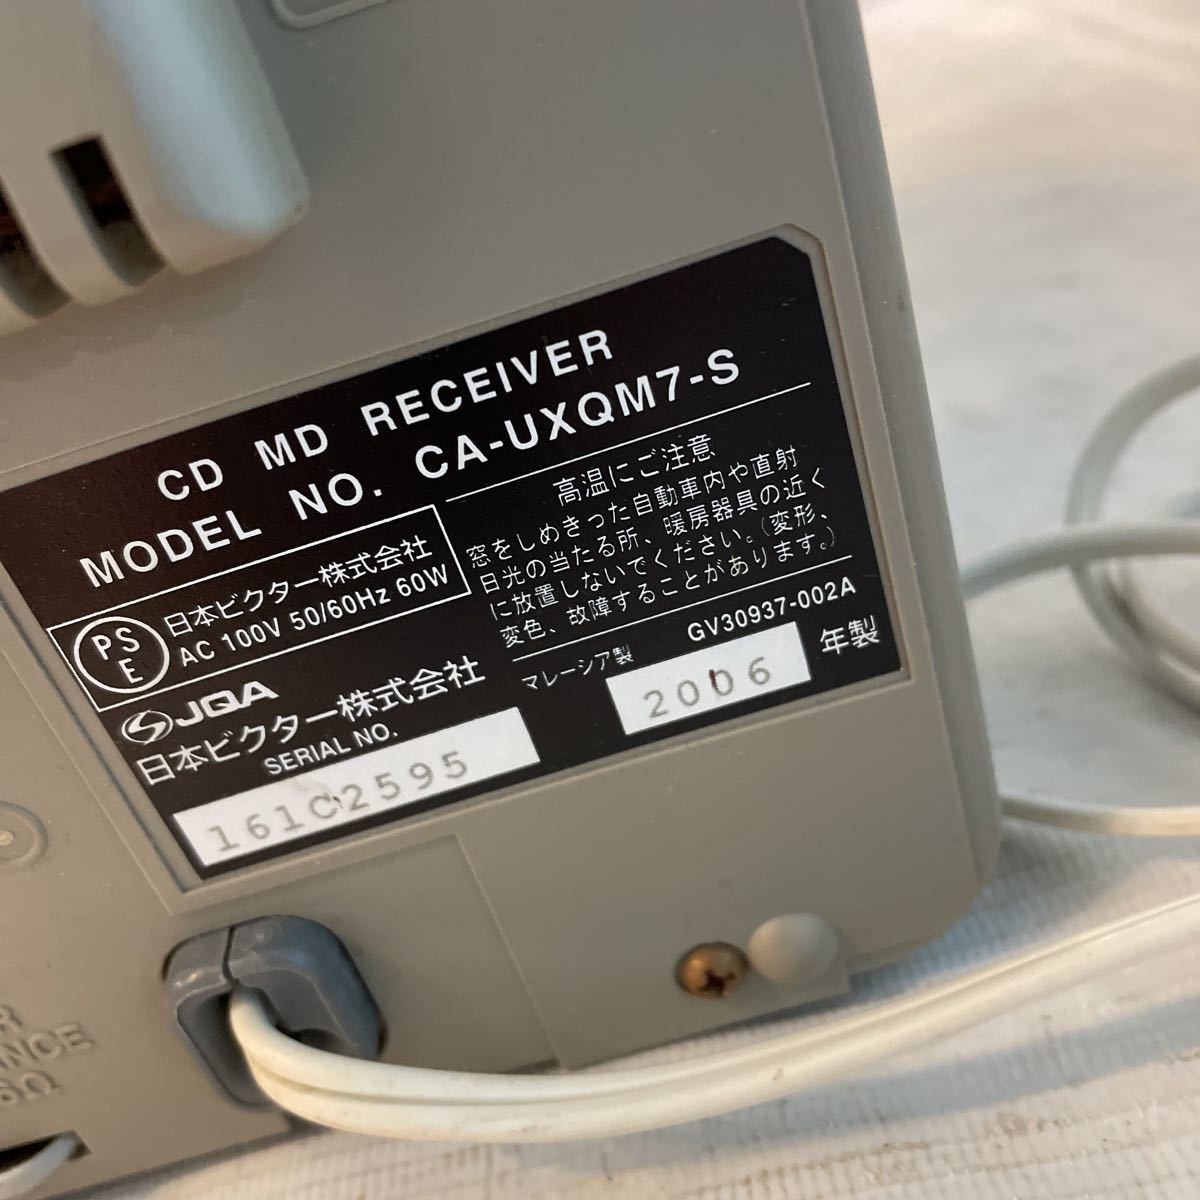 CD MD RECEIVER
MODEL NO. CA-UXQM7-S
PSE
日本ビクター株式会社
AC 100V 50/60Hz 60W
JQA
日本ビクター株式会社
SERIAL NO.
161C2595
高温にご注意
窓をしめきった自動車内や直射
日光の当たる所、暖房器具の近く
に放置しないでください。(変形、
変色、故障することがあります。)
GV30937-002A
マレーシア製
2006 年製
6Ω